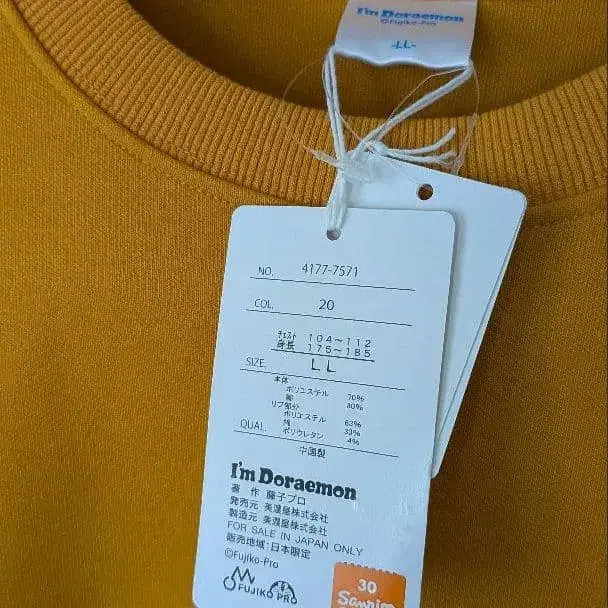 I'm Doraemon
©Fujiko-Pro
-LL-
NO. 4177-7571
COL. 20
チェスト 104～112
身長 175～185
SIZE. LL
本体
ポリエステル 70%
綿 30%
リブ部分
ポリエステル 63%
綿 33%
QUAL. ポリウレタン 4%
中国製
I'm Doraemon
著 作 藤子プロ
発売元 美濃屋株式会社
製造元 美濃屋株式会社
FOR SALE IN JAPAN ONLY
販売地域:日本限定
©Fujiko-Pro
FUJIKO PRO
30
Sanrio